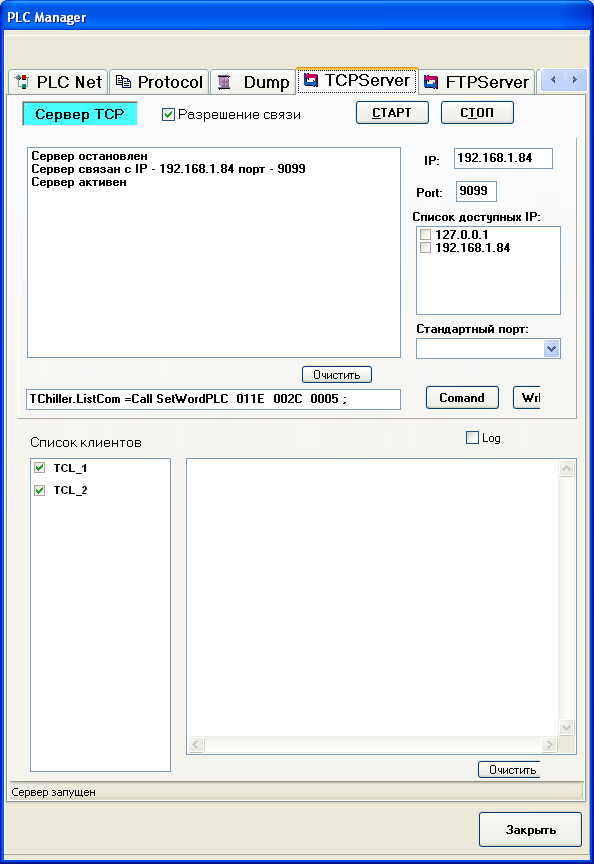 PLC Manager
PLC Net Protocol Dump TCPServer FTPServer
Сервер TCP Разрешение связи СТАРТ СТОП
Сервер остановлен
Сервер связан с IP - 192.168.1.84 порт - 9099
Сервер активен
IP: 192.168.1.84
Port: 9099
Список доступных IP:
127.0.0.1
192.168.1.84
Стандартный порт:
Очистить
TChiller.ListCom =Call SetWordPLC 011E 002C 0005 ;
Comand
Список клиентов
Log
TCL_1
TCL_2
Очистить
Сервер запущен
Закрыть